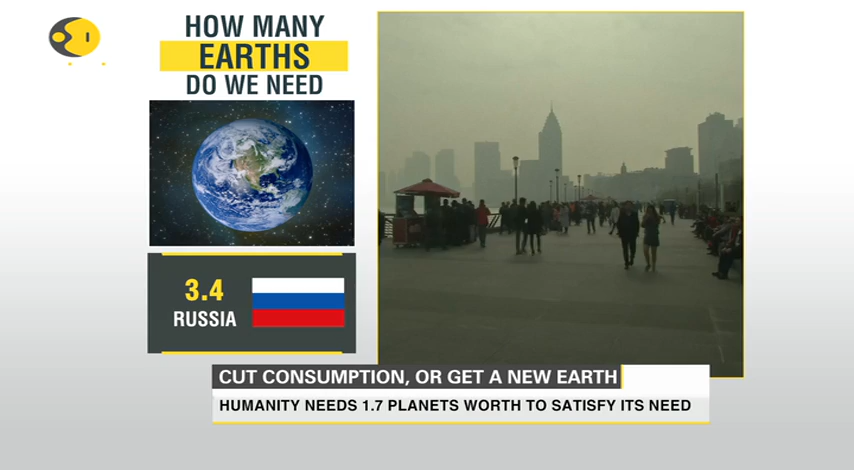 HOW MANY
EARTHS
DO WE NEED
3.4
RUSSIA
CUT CONSUMPTION, OR GET A NEW EARTH
HUMANITY NEEDS 1.7 PLANETS WORTH TO SATISFY ITS NEED